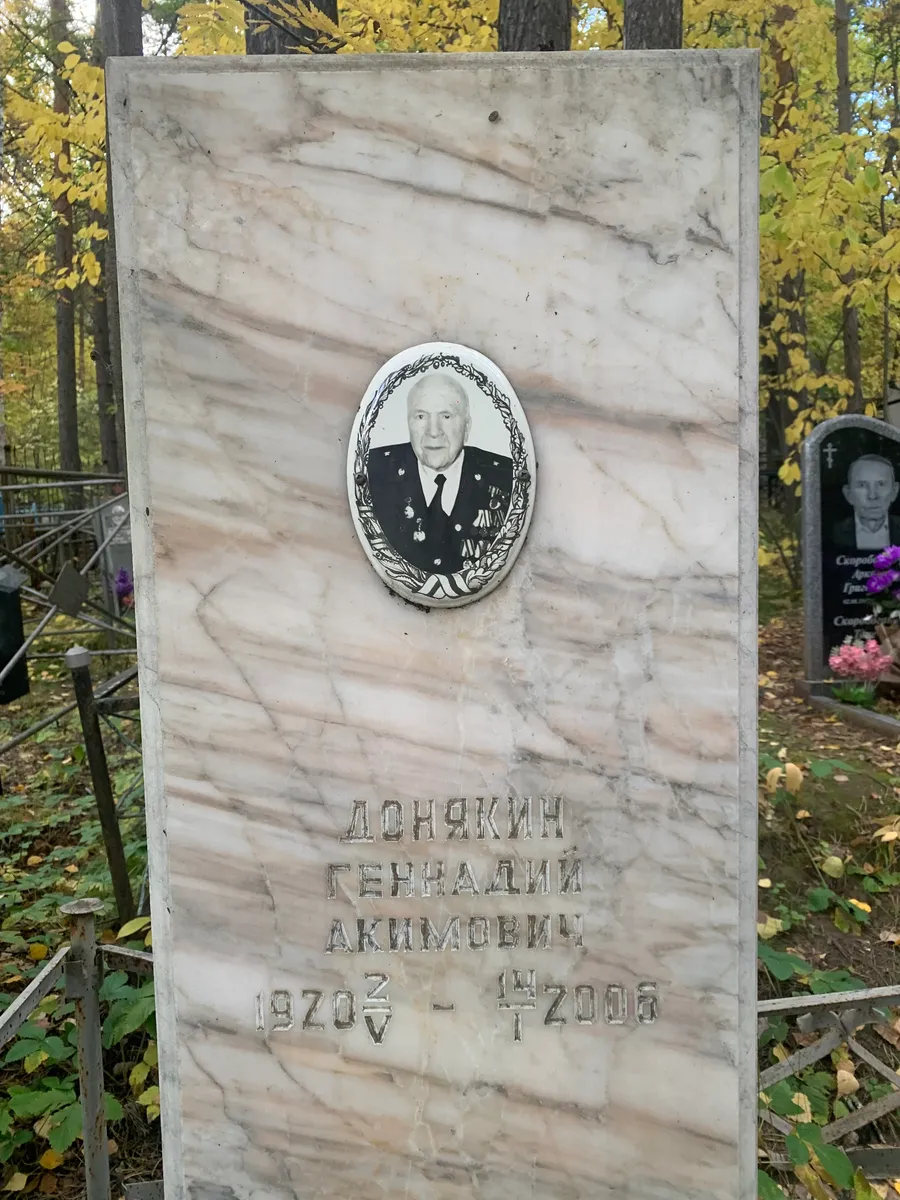 ДОНЯКИН
ГЕННАДИЙ
АКИМОВИЧ
1920 2/V - 14/I 2006